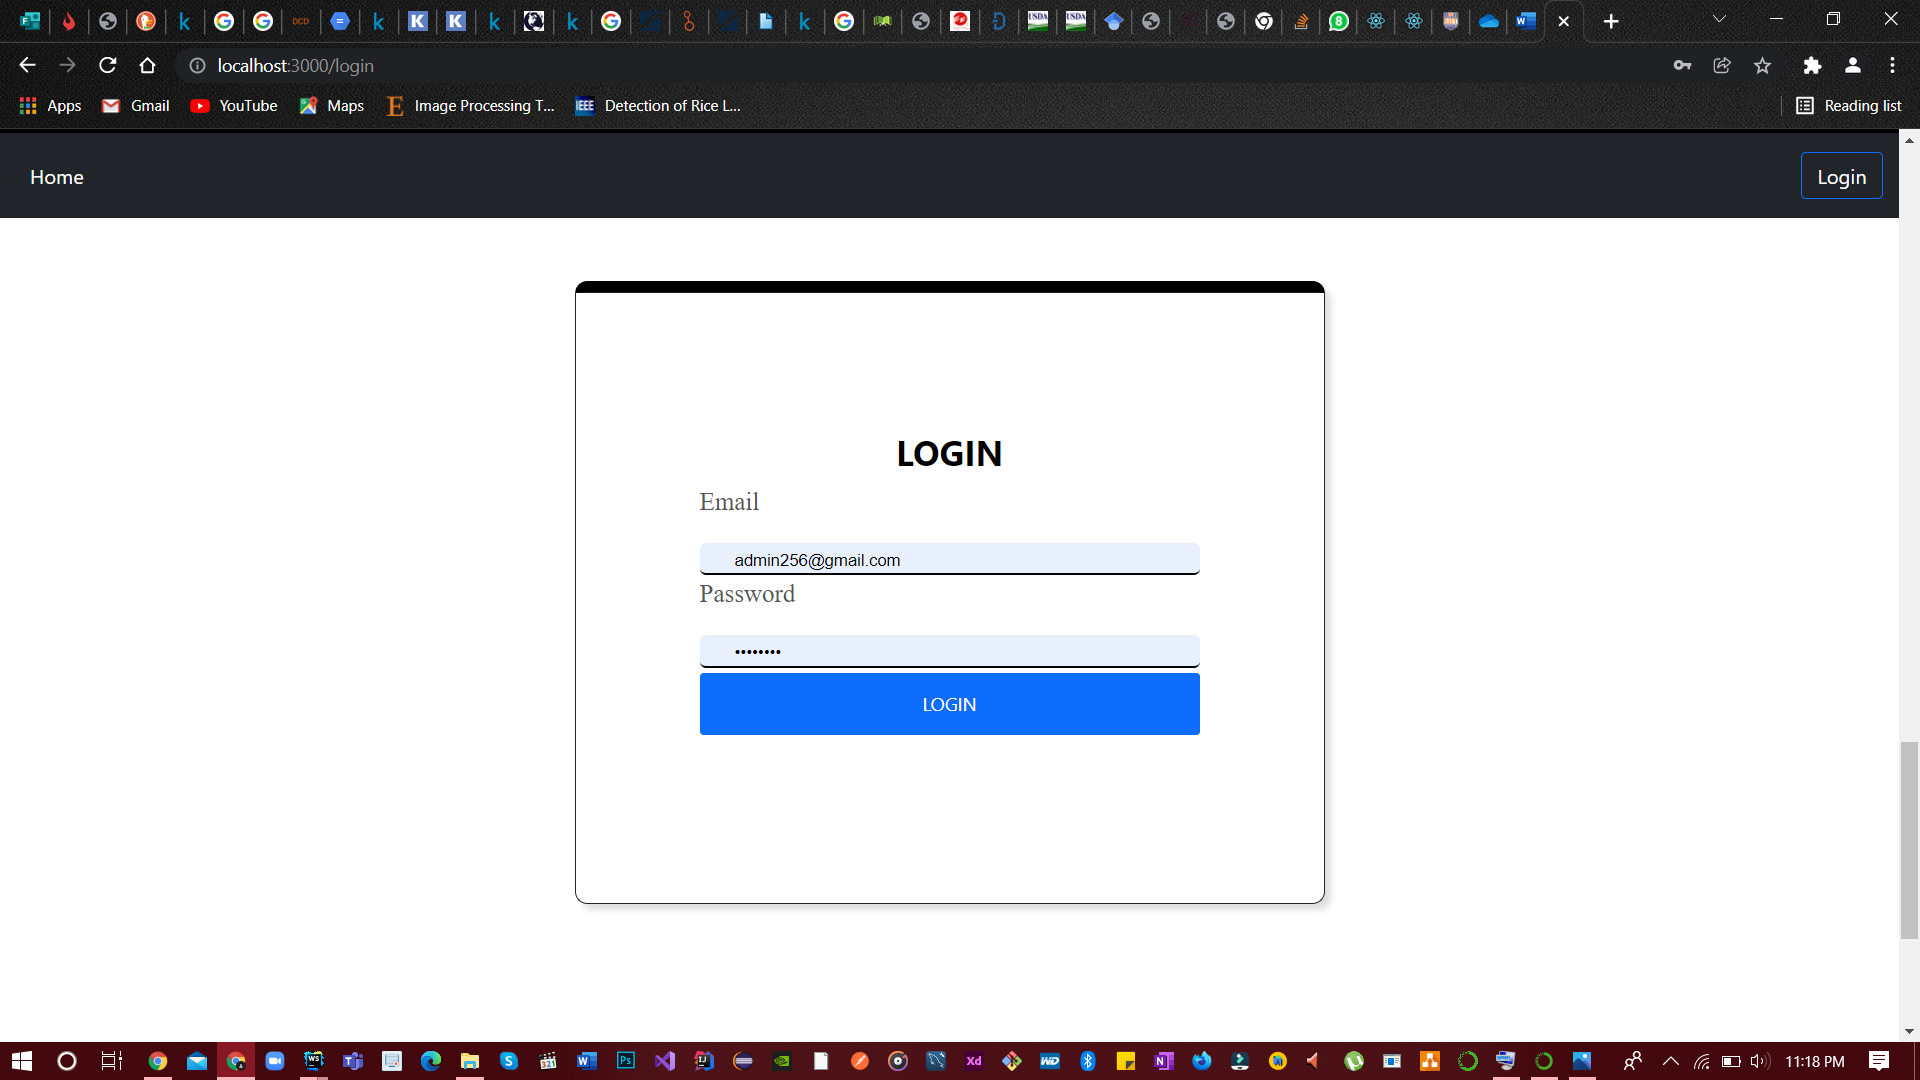 localhost:3000/login
Apps Gmail YouTube Maps Image Processing T... IEEE Detection of Rice L... Reading list
Home Login
LOGIN
Email
admin256@gmail.com
Password
••••••••
LOGIN
11:18 PM